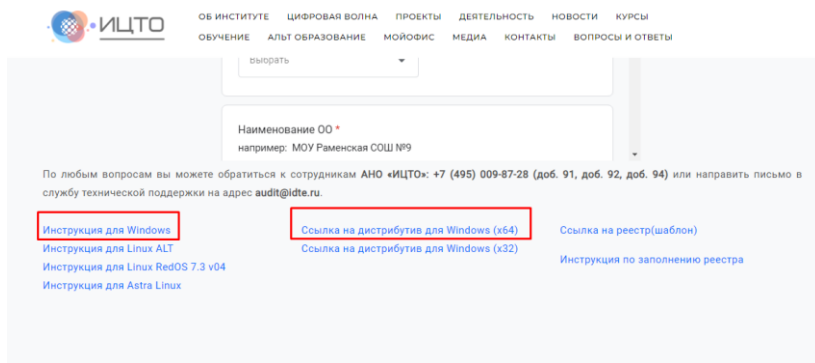 ИЦТО
ОБ ИНСТИТУТЕ ЦИФРОВАЯ ВОЛНА ПРОЕКТЫ ДЕЯТЕЛЬНОСТЬ НОВОСТИ КУРСЫ
ОБУЧЕНИЕ АЛЬТ ОБРАЗОВАНИЕ МОЙОФИС МЕДИА КОНТАКТЫ ВОПРОСЫ И ОТВЕТЫ
Выбрать
Наименование ОО *
например: МОУ Раменская СОШ №9
По любым вопросам вы можете обратиться к сотрудникам АНО «ИЦТО»: +7 (495) 009-87-28 (доб. 91, доб. 92, доб. 94) или направить письмо в
службу технической поддержки на адрес audit@idte.ru.
Инструкция для Windows Ссылка на дистрибутив для Windows (x64) Ссылка на реестр(шаблон)
Инструкция для Linux ALT Ссылка на дистрибутив для Windows (x32)
Инструкция по заполнению реестра
Инструкция для Linux RedOS 7.3 v04
Инструкция для Astra Linux